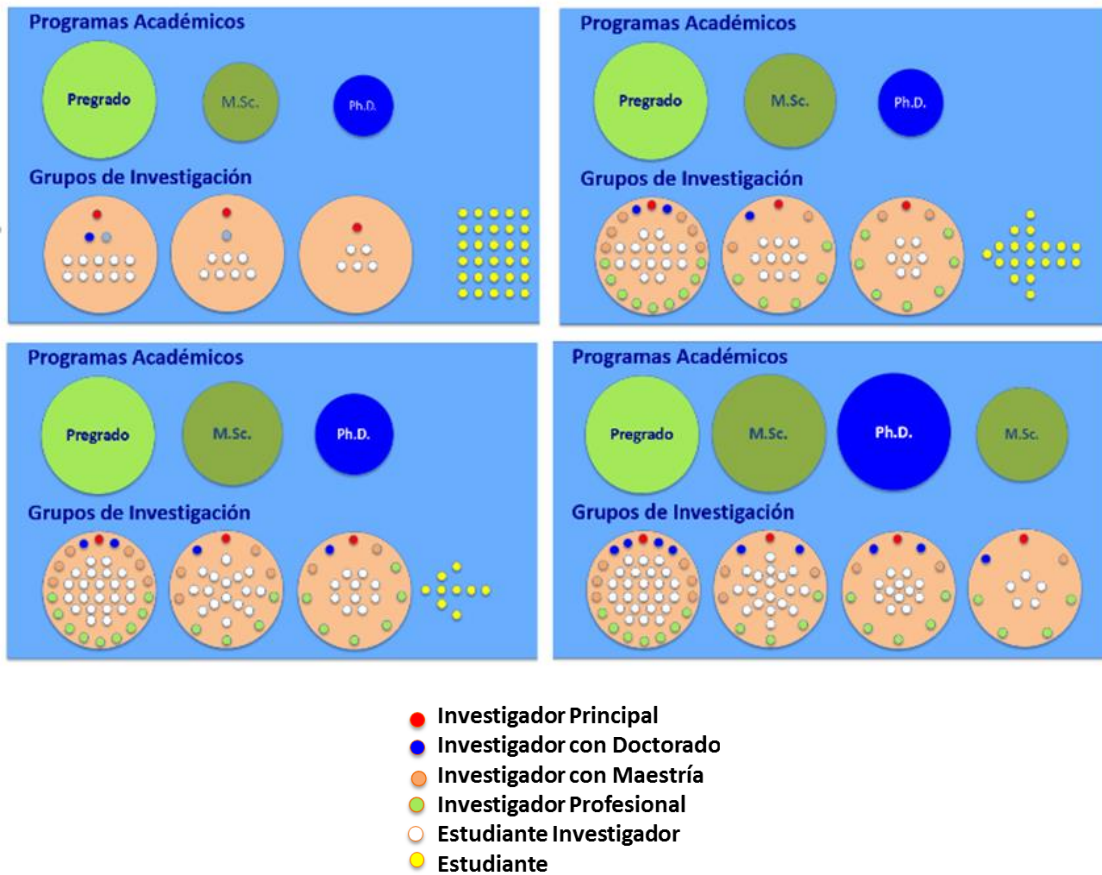 Programas Académicos
Pregrado
M.Sc.
Ph.D.
Grupos de Investigación
Programas Académicos
Pregrado
M.Sc.
Ph.D.
Grupos de Investigación
Programas Académicos
Pregrado
M.Sc.
Ph.D.
Grupos de Investigación
Programas Académicos
Pregrado
M.Sc.
Ph.D.
M.Sc.
Grupos de Investigación
Investigador Principal
Investigador con Doctorado
Investigador con Maestría
Investigador Profesional
Estudiante Investigador
Estudiante